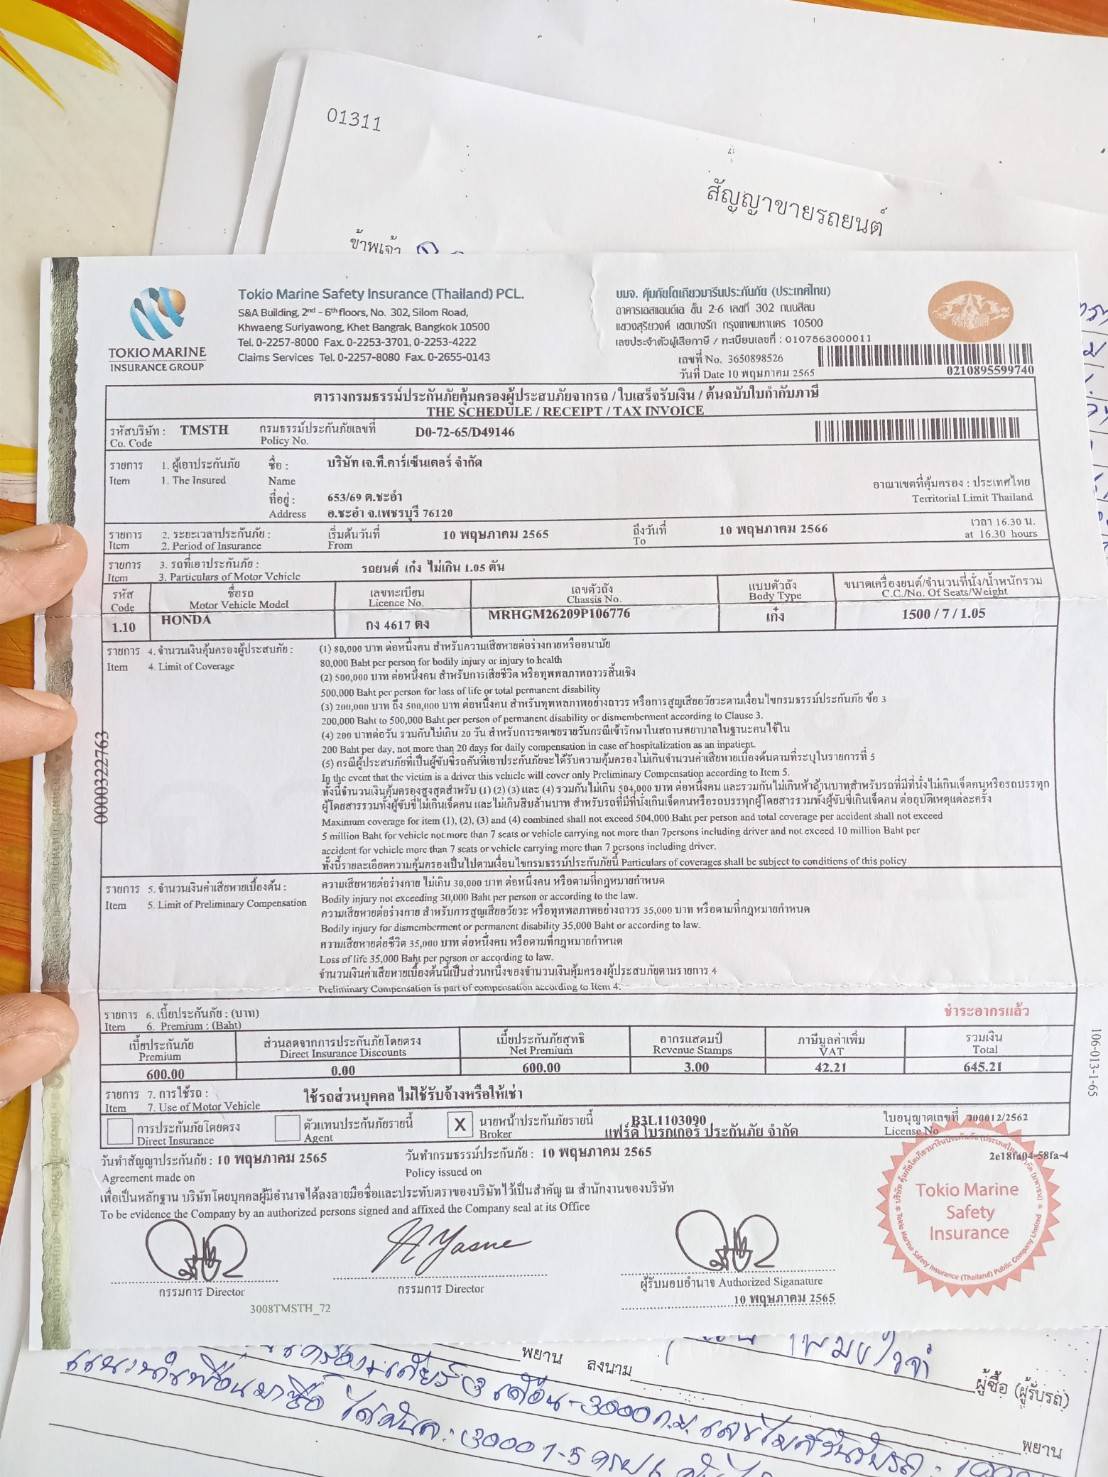 01311
สัญญาขายรถยนต์
ข้าพเจ้า
TOKIO MARINE
INSURANCE GROUP
Tokio Marine Safety Insurance (Thailand) PCL.
S&A Building, 2nd - 6th floors, No. 302, Silom Road,
Khwaeng Suriyawong, Khet Bangrak, Bangkok 10500
Tel. 0-2257-8000 Fax. 0-2253-3701, 0-2253-4222
Claims Services Tel. 0-2257-8080 Fax. 0-2655-0143
บมจ. คุ้มภัยโตเกียวมารีนประกันภัย (ประเทศไทย)
อาคารเอสแอนด์เอ ชั้น 2-6 เลขที่ 302 ถนนสีลม
แขวงสุริยวงศ์ เขตบางรัก กรุงเทพมหานคร 10500
เลขประจำตัวผู้เสียภาษี / ทะเบียนเลขที่ : 0107563000011
เลขที่ No. 3650898526
วันที่ Date 10 พฤษภาคม 2565
0210895599740
ตารางกรมธรรม์ประกันภัยคุ้มครองผู้ประสบภัยจากรถ / ใบเสร็จรับเงิน / ต้นฉบับใบกำกับภาษี
THE SCHEDULE / RECEIPT / TAX INVOICE
รหัสบริษัท : TMSTH กรมธรรม์ประกันภัยเลขที่ D0-72-65/D49146
Co. Code Policy No.
รายการ 1. ผู้เอาประกันภัย ชื่อ : บริษัท เจ.ที.คาร์เซ็นเตอร์ จำกัด
Item 1. The Insured Name
ที่อยู่ : 653/69 ต.ชะอำ
Address อ.ชะอำ จ.เพชรบุรี 76120
อาณาเขตที่คุ้มครอง : ประเทศไทย
Territorial Limit Thailand
รายการ 2. ระยะเวลาประกันภัย : เริ่มต้นวันที่ 10 พฤษภาคม 2565 ถึงวันที่ 10 พฤษภาคม 2566 เวลา 16.30 น.
Item 2. Period of Insurance From To at 16.30 hours
รายการ 3. รถที่เอาประกันภัย : รถยนต์ เก๋ง ไม่เกิน 1.05 ตัน
Item 3. Particulars of Motor Vehicle
รหัส ชื่อรถ เลขทะเบียน เลขตัวถัง แบบตัวถัง ขนาดเครื่องยนต์/จำนวนที่นั่ง/น้ำหนักรวม
Code Motor Vehicle Model Licence No. Chassis No. Body Type C.C./No. Of Seats/Weight
1.10 HONDA กง 4617 ตง MRHGM26209P106776 เก๋ง 1500 / 7 / 1.05
รายการ 4. จำนวนเงินคุ้มครองผู้ประสบภัย : (1) 80,000 บาท ต่อหนึ่งคน สำหรับความเสียหายต่อร่างกายหรืออนามัย
Item 4. Limit of Coverage 80,000 Baht per person for bodily injury or injury to health
(2) 500,000 บาท ต่อหนึ่งคน สำหรับการเสียชีวิต หรือทุพพลภาพถาวรสิ้นเชิง
500,000 Baht per person for loss of life or total permanent disability
(3) 200,000 บาท ถึง 500,000 บาท ต่อหนึ่งคน สำหรับทุพพลภาพอย่างถาวร หรือการสูญเสียอวัยวะตามเงื่อนไขกรมธรรม์ประกันภัย ข้อ 3
200,000 Baht to 500,000 Baht per person of permanent disability or dismemberment according to Clause 3.
(4) 200 บาทต่อวัน รวมกันไม่เกิน 20 วัน สำหรับการชดเชยรายวันกรณีเข้ารักษาในสถานพยาบาลในฐานะคนไข้ใน
200 Baht per day, not more than 20 days for daily compensation in case of hospitalization as an inpatient.
(5) กรณีผู้ประสบภัยที่เป็นผู้ขับขี่รถคันที่เอาประกันภัยจะได้รับความคุ้มครองไม่เกินจำนวนค่าเสียหายเบื้องต้นตามที่ระบุในรายการที่ 5
In the event that the victim is a driver this vehicle will cover only Preliminary Compensation according to Item 5.
ทั้งนี้จำนวนเงินคุ้มครองสูงสุดสำหรับ (1) (2) (3) และ (4) รวมกันไม่เกิน 504,000 บาท ต่อหนึ่งคน และรวมกันไม่เกินห้าล้านบาทสำหรับรถที่มีที่นั่งไม่เกินเจ็ดคนหรือรถบรรทุก
ผู้โดยสารรวมทั้งผู้ขับขี่ไม่เกินเจ็ดคน และไม่เกินสิบล้านบาท สำหรับรถที่มีที่นั่งเกินเจ็ดคนหรือรถบรรทุกผู้โดยสารรวมทั้งผู้ขับขี่เกินเจ็ดคน ต่ออุบัติเหตุแต่ละครั้ง
Maximum coverage for item (1), (2), (3) and (4) combined shall not exceed 504,000 Baht per person and total coverage per accident shall not exceed
5 million Baht for vehicle not more than 7 seats or vehicle carrying not more than 7persons including driver and not exceed 10 million Baht per
accident for vehicle more than 7 seats or vehicle carrying more than 7 persons including driver.
ทั้งนี้รายละเอียดความคุ้มครองเป็นไปตามเงื่อนไขกรมธรรม์ประกันภัยนี้ Particulars of coverages shall be subject to conditions of this policy
0000322763
รายการ 5. จำนวนเงินค่าเสียหายเบื้องต้น : ความเสียหายต่อร่างกาย ไม่เกิน 30,000 บาท ต่อหนึ่งคน หรือตามที่กฎหมายกำหนด
Item 5. Limit of Preliminary Compensation Bodily injury not exceeding 30,000 Baht per person or according to the law.
ความเสียหายต่อร่างกาย สำหรับการสูญเสียอวัยวะ หรือทุพพลภาพอย่างถาวร 35,000 บาท หรือตามที่กฎหมายกำหนด
Bodily injury for dismemberment or permanent disability 35,000 Baht or according to law.
ความเสียหายต่อชีวิต 35,000 บาท ต่อหนึ่งคน หรือตามที่กฎหมายกำหนด
Loss of life 35,000 Baht per person or according to law.
จำนวนเงินค่าเสียหายเบื้องต้นนี้เป็นส่วนหนึ่งของจำนวนเงินคุ้มครองผู้ประสบภัยตามรายการ 4
Preliminary Compensation is part of compensation according to Item 4.
รายการ 6. เบี้ยประกันภัย : (บาท) ชำระอากรแล้ว
Item 6. Premium : (Baht)
เบี้ยประกันภัย ส่วนลดจากการประกันภัยโดยตรง เบี้ยประกันภัยสุทธิ อากรแสตมป์ ภาษีมูลค่าเพิ่ม รวมเงิน
Premium Direct Insurance Discounts Net Premium Revenue Stamps VAT Total
600.00 0.00 600.00 3.00 42.21 645.21
106-013-1-65
รายการ 7. การใช้รถ : ใช้รถส่วนบุคคล ไม่ใช้รับจ้างหรือให้เช่า
Item 7. Use of Motor Vehicle
การประกันภัยโดยตรง ตัวแทนประกันภัยรายนี้ X นายหน้าประกันภัยรายนี้ B3L1103090 ใบอนุญาตเลขที่ 300012/2562
Direct Insurance Agent Broker แฟร์ดี โบรกเกอร์ ประกันภัย จำกัด License No
วันทำสัญญาประกันภัย : 10 พฤษภาคม 2565 วันทำกรมธรรม์ประกันภัย : 10 พฤษภาคม 2565 2e18fa04-58fa-4
Agreement made on Policy issued on
เพื่อเป็นหลักฐาน บริษัทโดยบุคคลผู้มีอำนาจได้ลงลายมือชื่อและประทับตราของบริษัทไว้เป็นสำคัญ ณ สำนักงานของบริษัท
To be evidence the Company by an authorized persons signed and affixed the Company seal at its Office
Tokio Marine
Safety
Insurance
กรรมการ Director กรรมการ Director ผู้รับมอบอำนาจ Authorized Siganature
10 พฤษภาคม 2565
3008TMSTH_72
พยาน ลงนาม ผู้ซื้อ (ผู้รับรถ)
พยาน